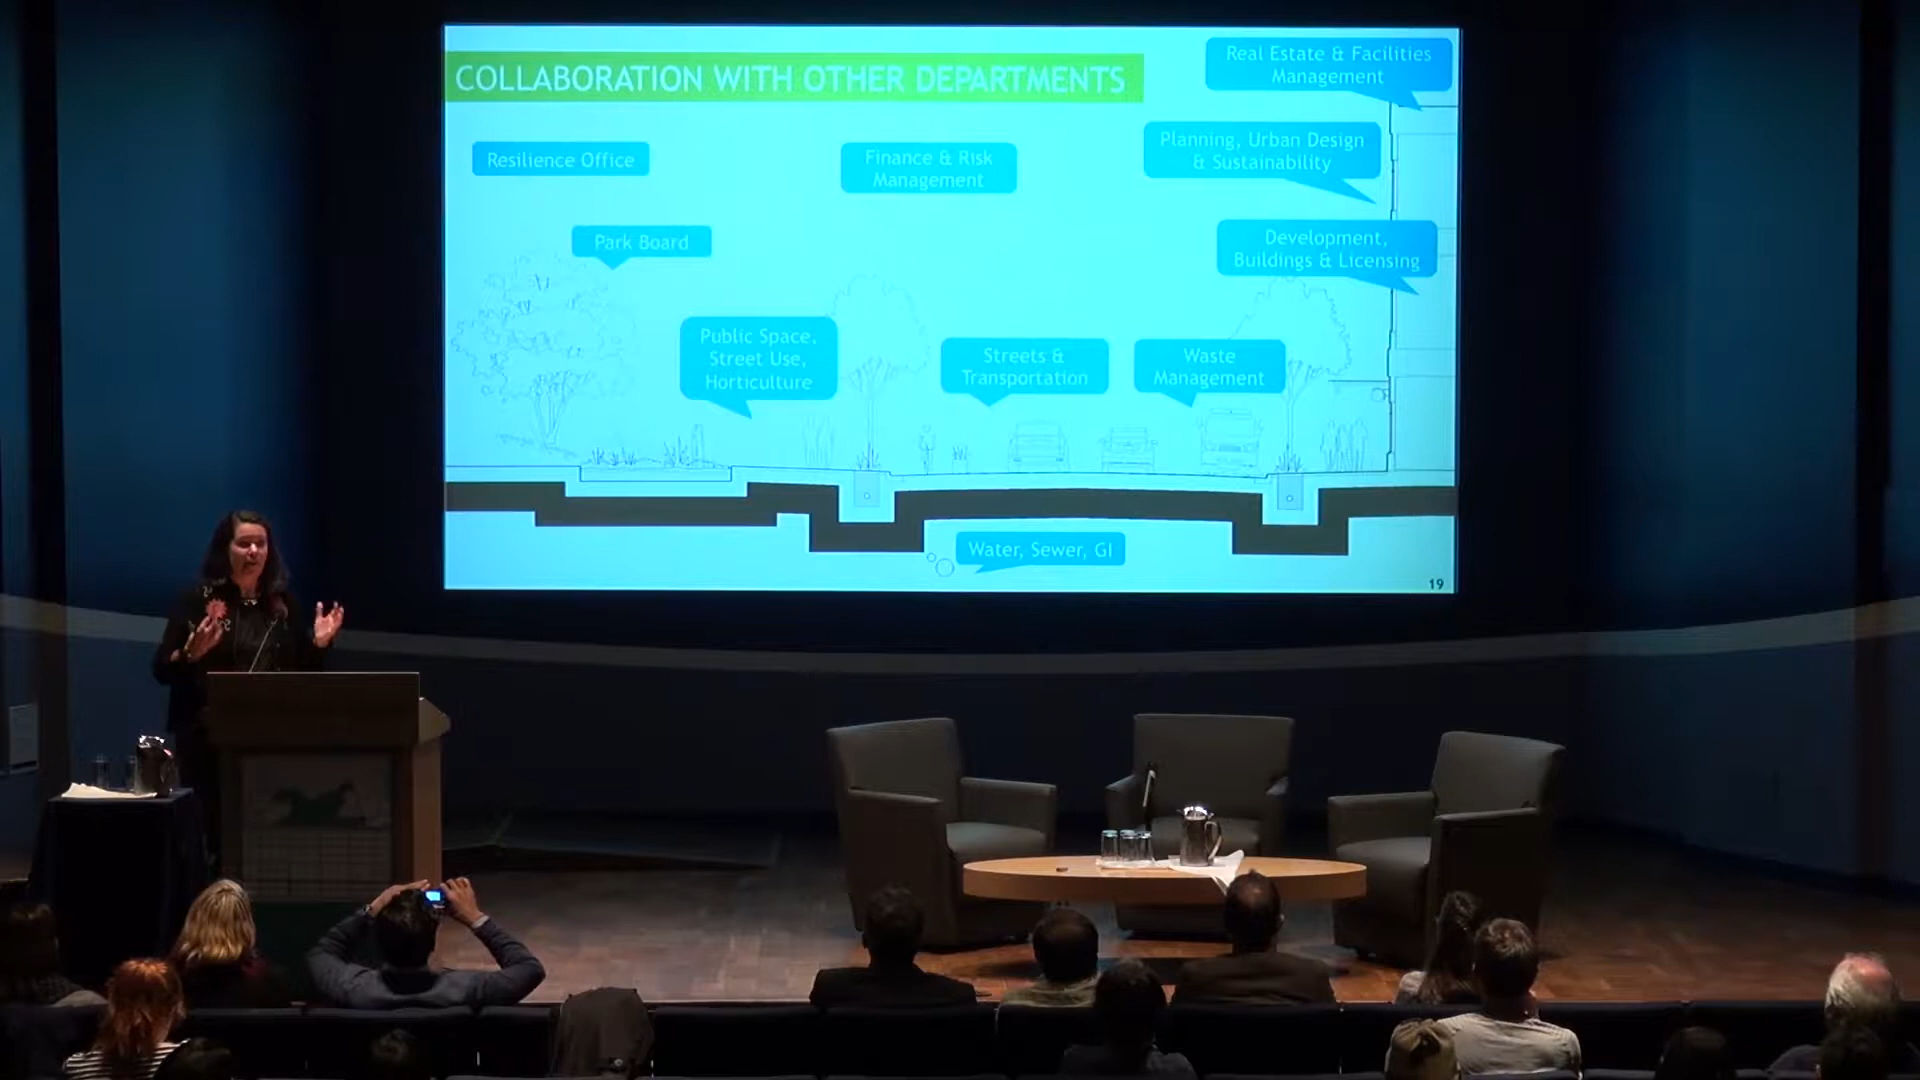 COLLABORATION WITH OTHER DEPARTMENTS
Real Estate & Facilities
Management
Resilience Office
Finance & Risk
Management
Planning, Urban Design
& Sustainability
Park Board
Development,
Buildings & Licensing
Public Space,
Street Use,
Horticulture
Streets &
Transportation
Waste
Management
Water, Sewer, GI
19